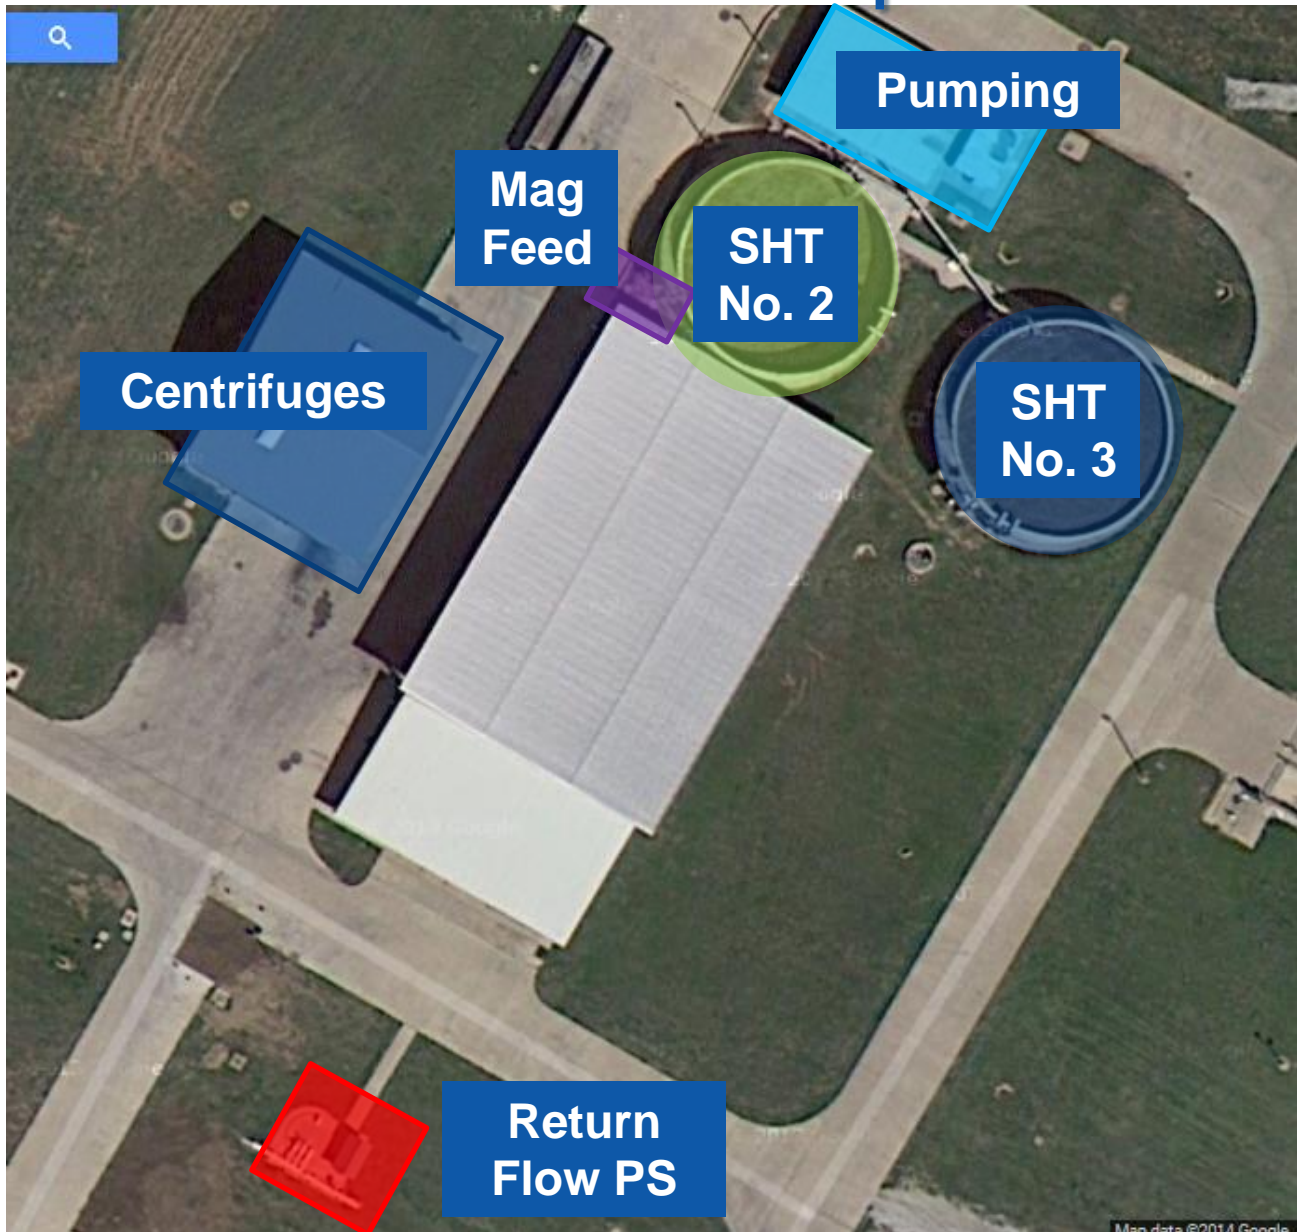 Pumping
Mag
Feed
SHT
No. 2
Centrifuges
SHT
No. 3
Return
Flow PS
Map data ©2014 Google